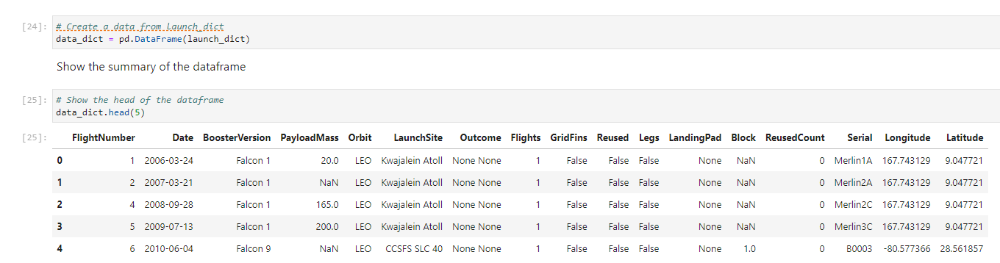 [24]: # Create a data from launch_dict
data_dict = pd.DataFrame(launch_dict)
Show the summary of the dataframe
[25]: # Show the head of the dataframe
data_dict.head(5)
[25]: FlightNumber Date BoosterVersion PayloadMass Orbit LaunchSite Outcome Flights GridFins Reused Legs LandingPad Block ReusedCount Serial Longitude Latitude
0 1 2006-03-24 Falcon 1 20.0 LEO Kwajalein Atoll None None 1 False False False None NaN 0 Merlin1A 167.743129 9.047721
1 2 2007-03-21 Falcon 1 NaN LEO Kwajalein Atoll None None 1 False False False None NaN 0 Merlin2A 167.743129 9.047721
2 4 2008-09-28 Falcon 1 165.0 LEO Kwajalein Atoll None None 1 False False False None NaN 0 Merlin2C 167.743129 9.047721
3 5 2009-07-13 Falcon 1 200.0 LEO Kwajalein Atoll None None 1 False False False None NaN 0 Merlin3C 167.743129 9.047721
4 6 2010-06-04 Falcon 9 NaN LEO CCSFS SLC 40 None None 1 False False False None 1.0 0 B0003 -80.577366 28.561857